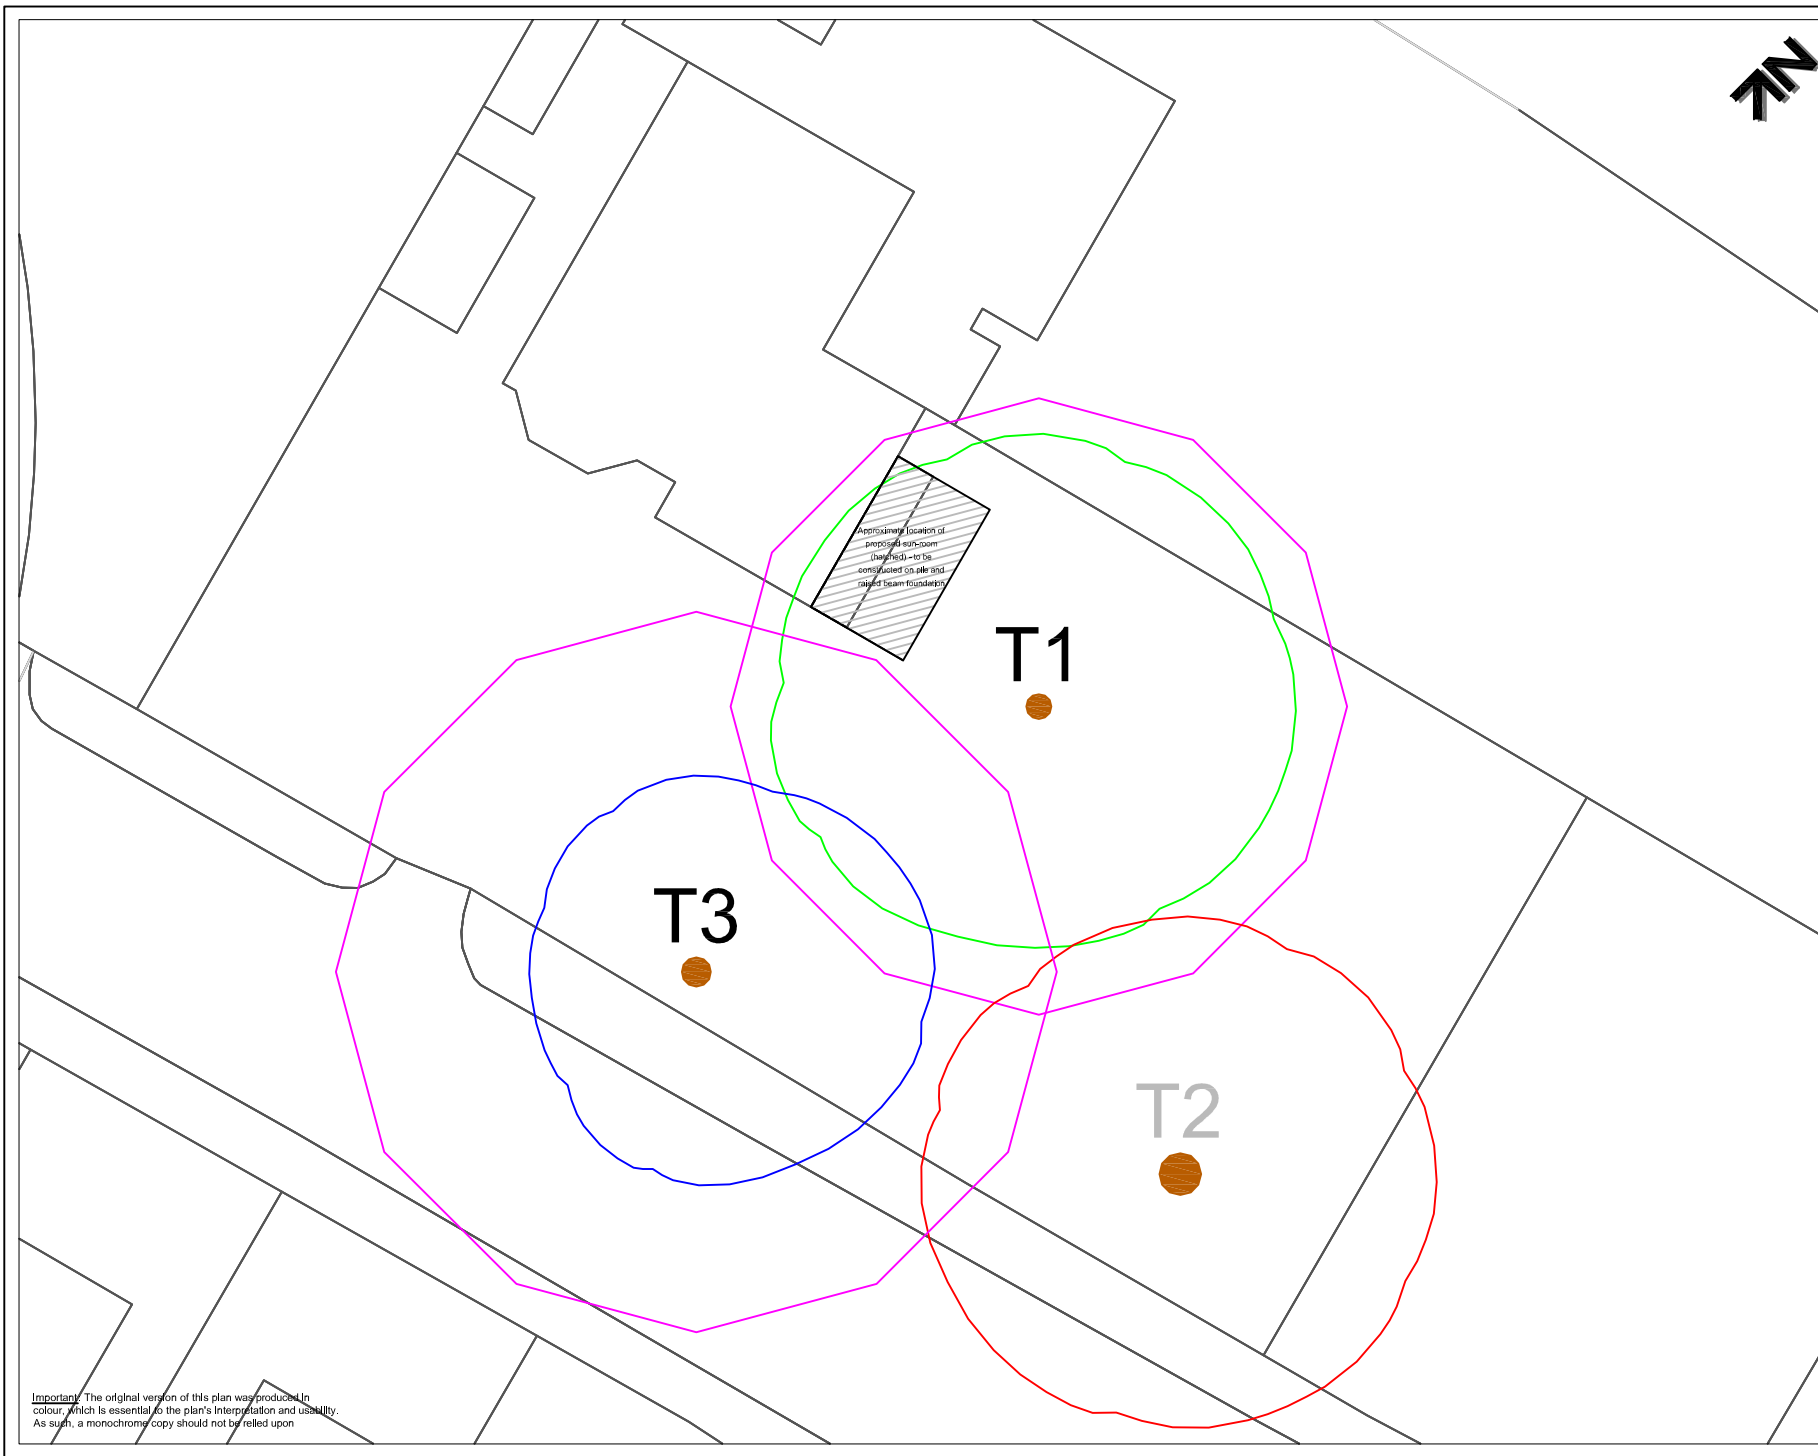 N
Approximate location of
proposed sun-room
(hatched) - to be
constructed on pile and
raised beam foundation
T1
T3
T2
Important: The original version of this plan was produced in
colour, which is essential to the plan's interpretation and usability.
As such, a monochrome copy should not be relied upon